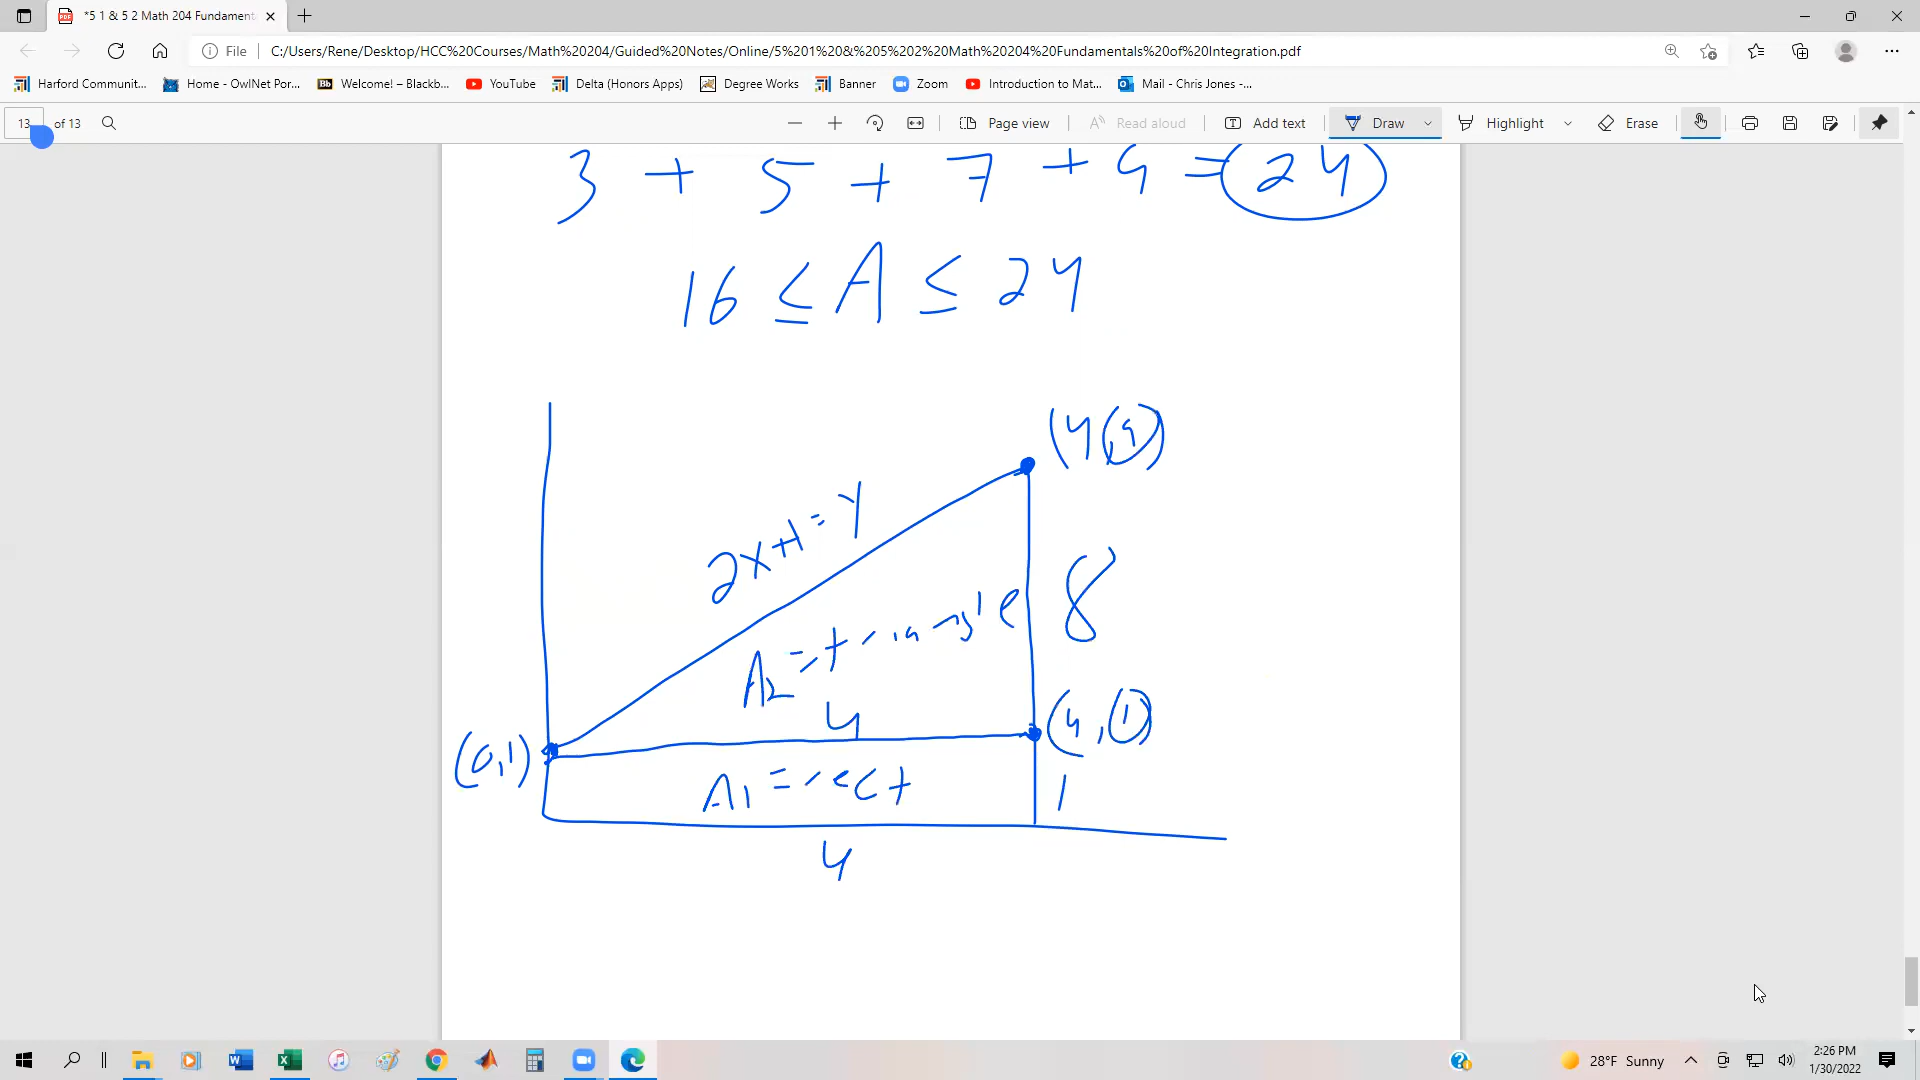 *5 1 & 5 2 Math 204 Fundament
File C:/Users/Rene/Desktop/HCC%20Courses/Math%20204/Guided%20Notes/Online/5%201%20&%205%202%20Math%20204%20Fundamentals%20of%20Integration.pdf
Harford Communit... Home - OwlNet Por... Bb Welcome! – Blackb... YouTube Delta (Honors Apps) Degree Works Banner Zoom Introduction to Mat... Mail - Chris Jones -...
13 of 13 Page view Read aloud Add text Draw Highlight Erase
3 + 5 + 7 + 9 = 24
16 ≤ A ≤ 24
(4,9)
2x+1=y
8
A2 = triangle
4
(4,1)
(0,1)
A1 = rect
1
4
28°F Sunny
2:26 PM
1/30/2022